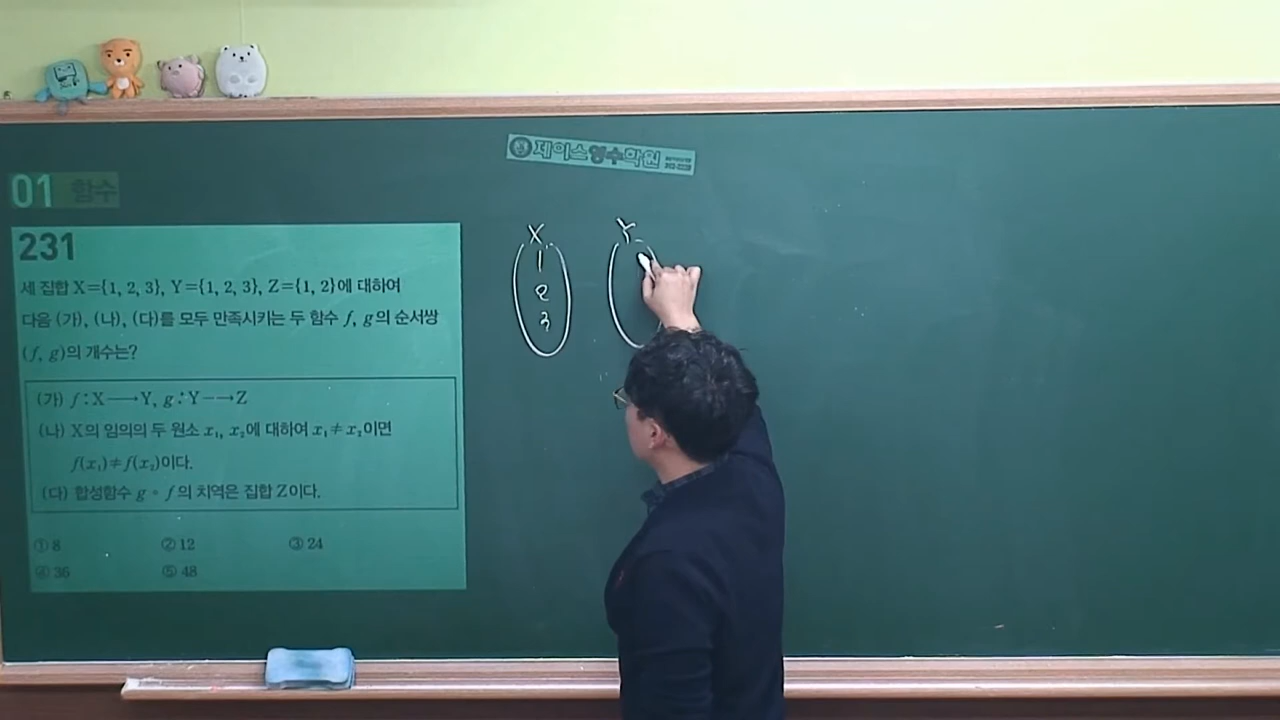 제이스영수학원
01 함수
231
세 집합 X={1, 2, 3}, Y={1, 2, 3}, Z={1, 2}에 대하여
다음 (가), (나), (다)를 모두 만족시키는 두 함수 f, g의 순서쌍
(f, g)의 개수는?
(가) f : X⟶Y, g : Y⟶Z
(나) X의 임의의 두 원소 x₁, x₂에 대하여 x₁≠x₂이면
f(x₁)≠f(x₂)이다.
(다) 합성함수 g∘f의 치역은 집합 Z이다.
① 8 ② 12 ③ 24
④ 36 ⑤ 48
X Y
1
2
3